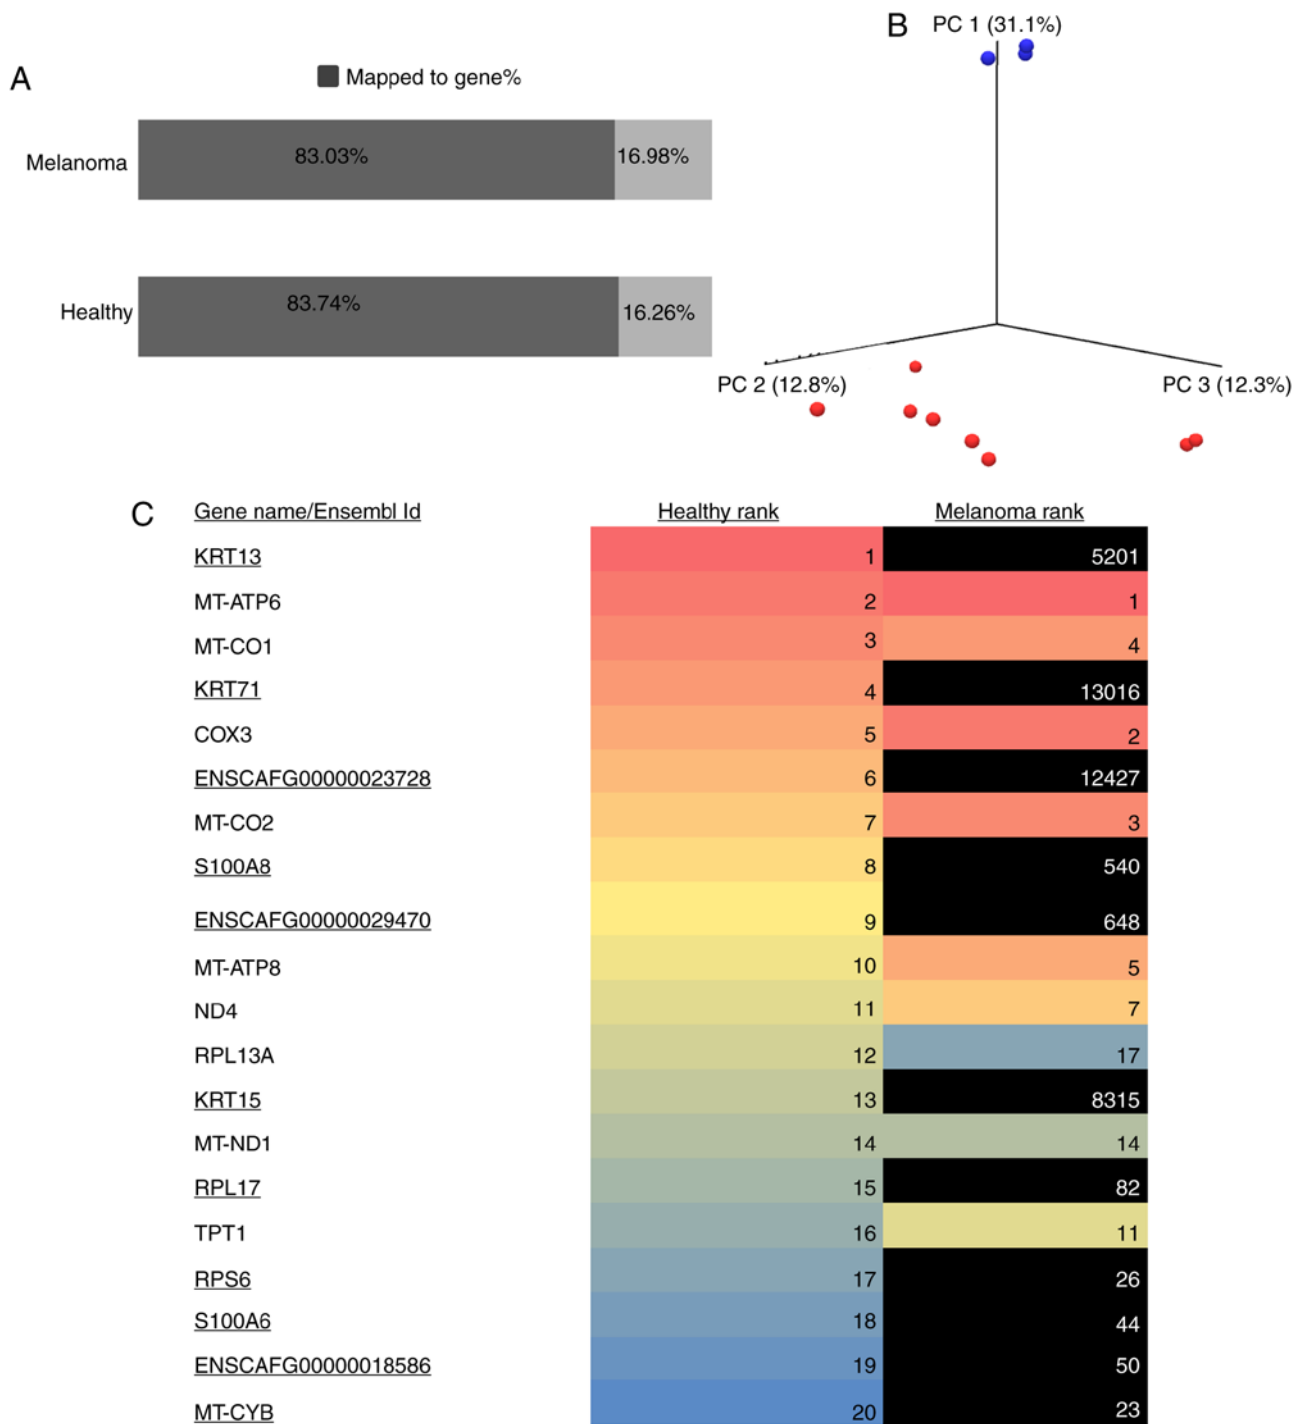 A
Mapped to gene%
Melanoma
83.03%
16.98%
Healthy
83.74%
16.26%
B
PC 1 (31.1%)
PC 2 (12.8%)
PC 3 (12.3%)
C
Gene name/Ensembl Id Healthy rank Melanoma rank
KRT13 1 5201
MT-ATP6 2 1
MT-CO1 3 4
KRT71 4 13016
COX3 5 2
ENSCAFG00000023728 6 12427
MT-CO2 7 3
S100A8 8 540
ENSCAFG00000029470 9 648
MT-ATP8 10 5
ND4 11 7
RPL13A 12 17
KRT15 13 8315
MT-ND1 14 14
RPL17 15 82
TPT1 16 11
RPS6 17 26
S100A6 18 44
ENSCAFG00000018586 19 50
MT-CYB 20 23